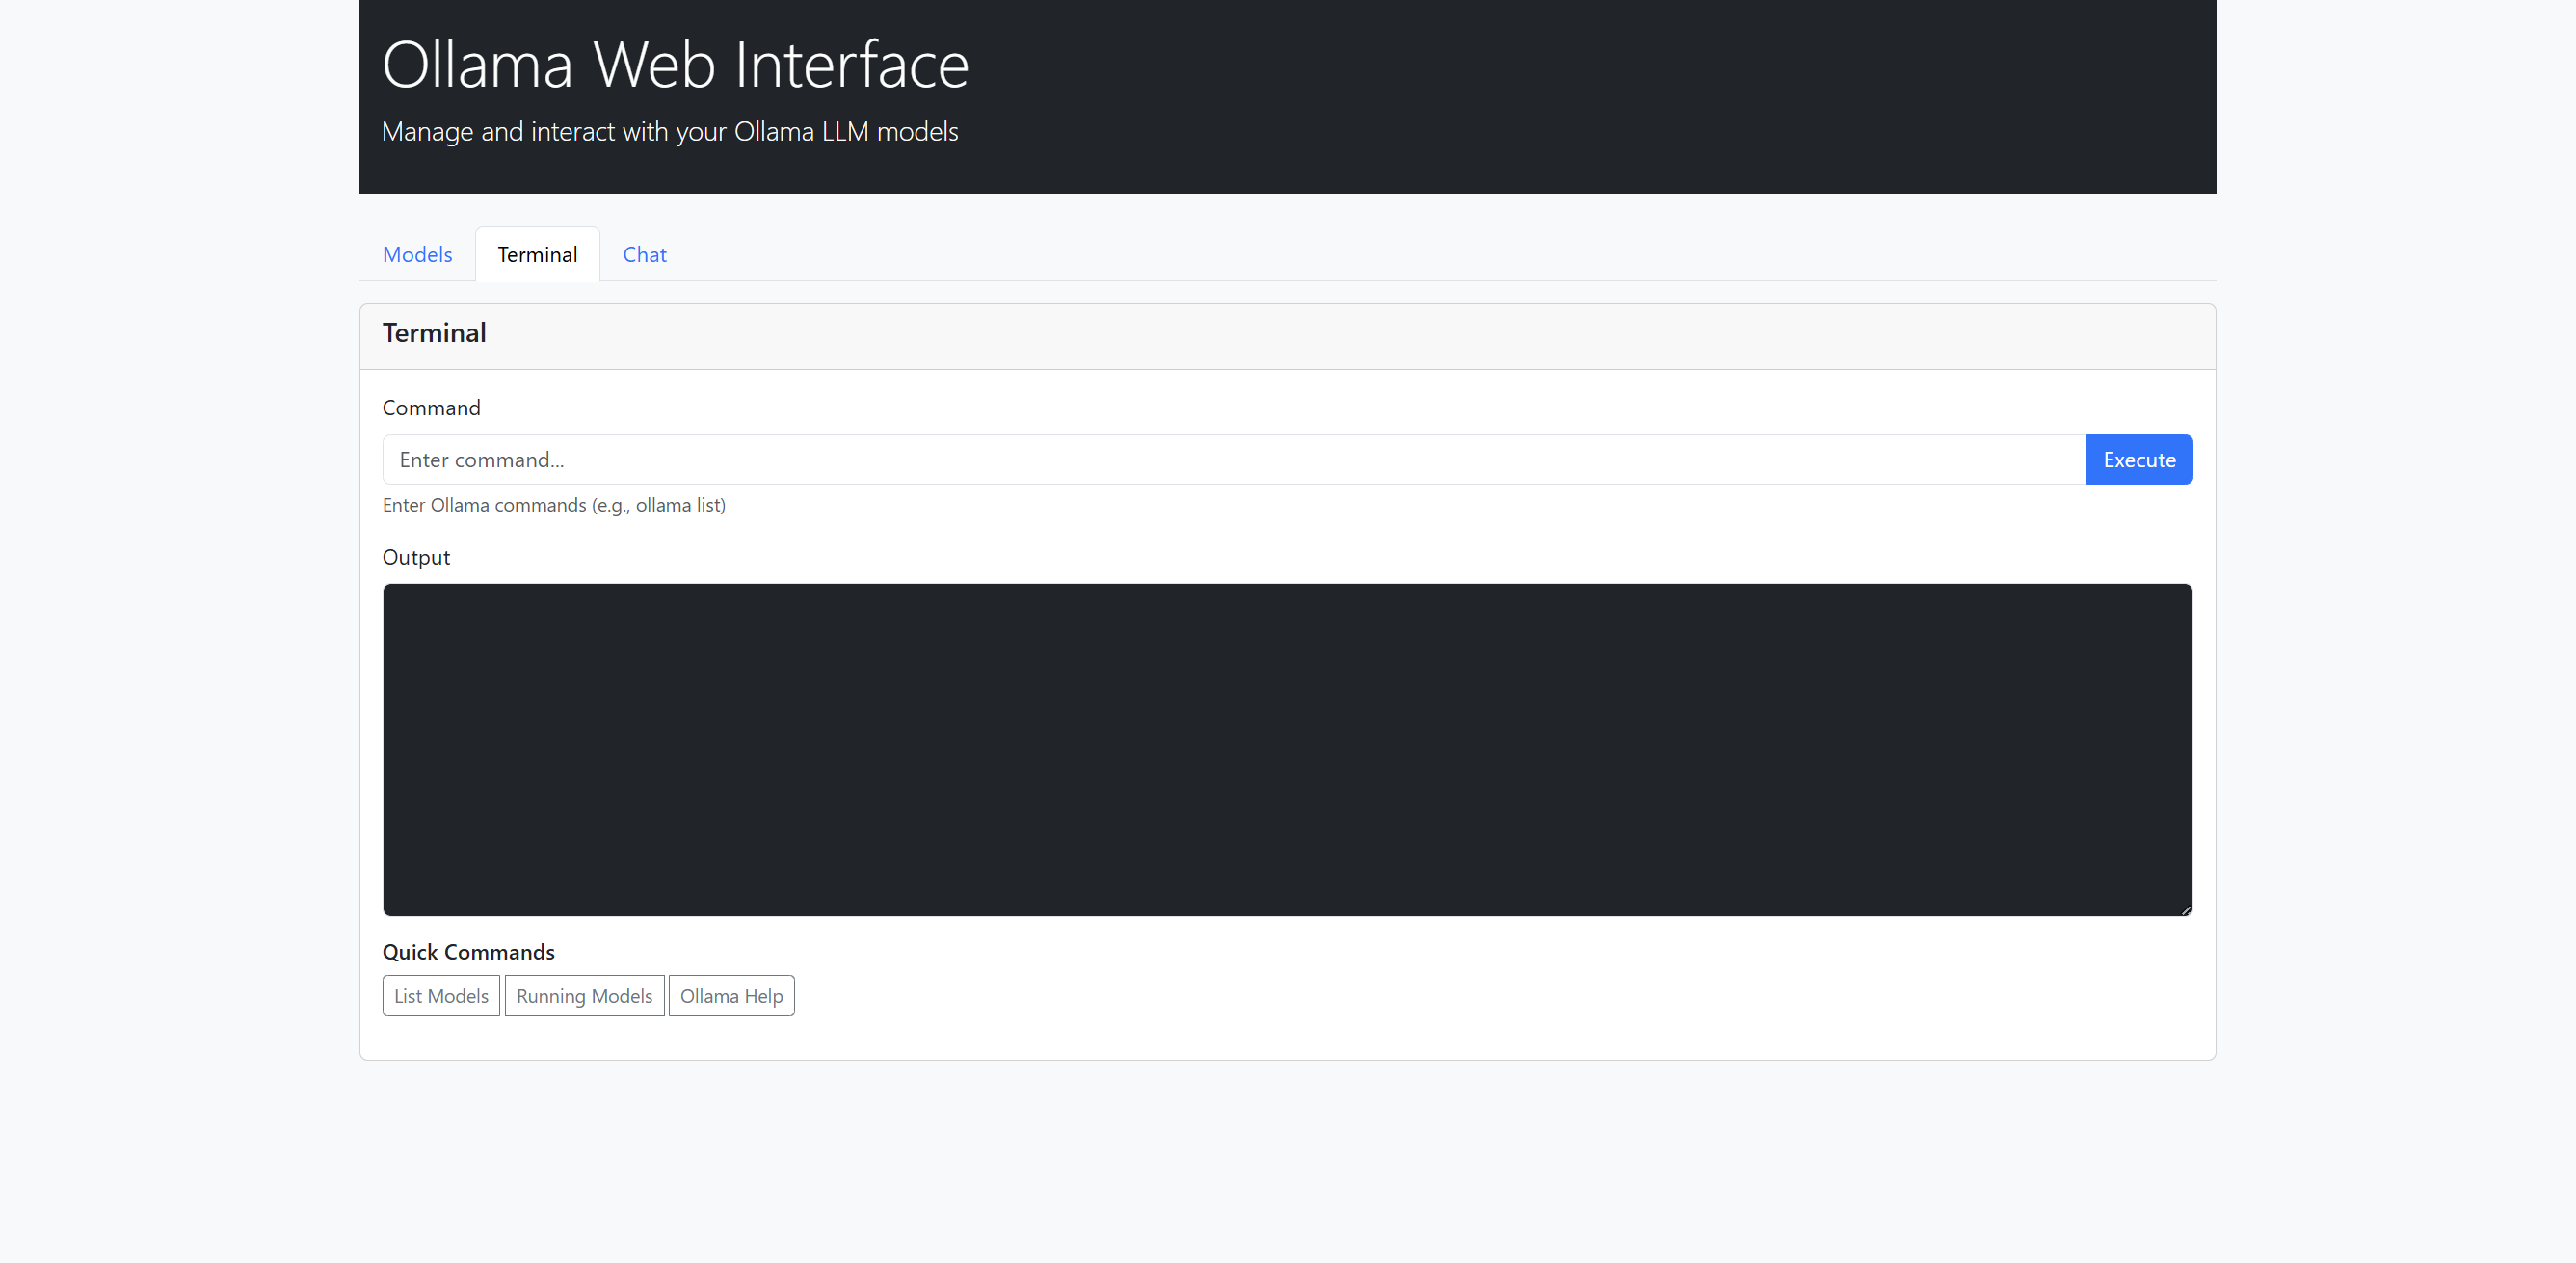 Ollama Web Interface
Manage and interact with your Ollama LLM models
Models Terminal Chat
Terminal
Command
Enter command... Execute
Enter Ollama commands (e.g., ollama list)
Output
Quick Commands
List Models Running Models Ollama Help